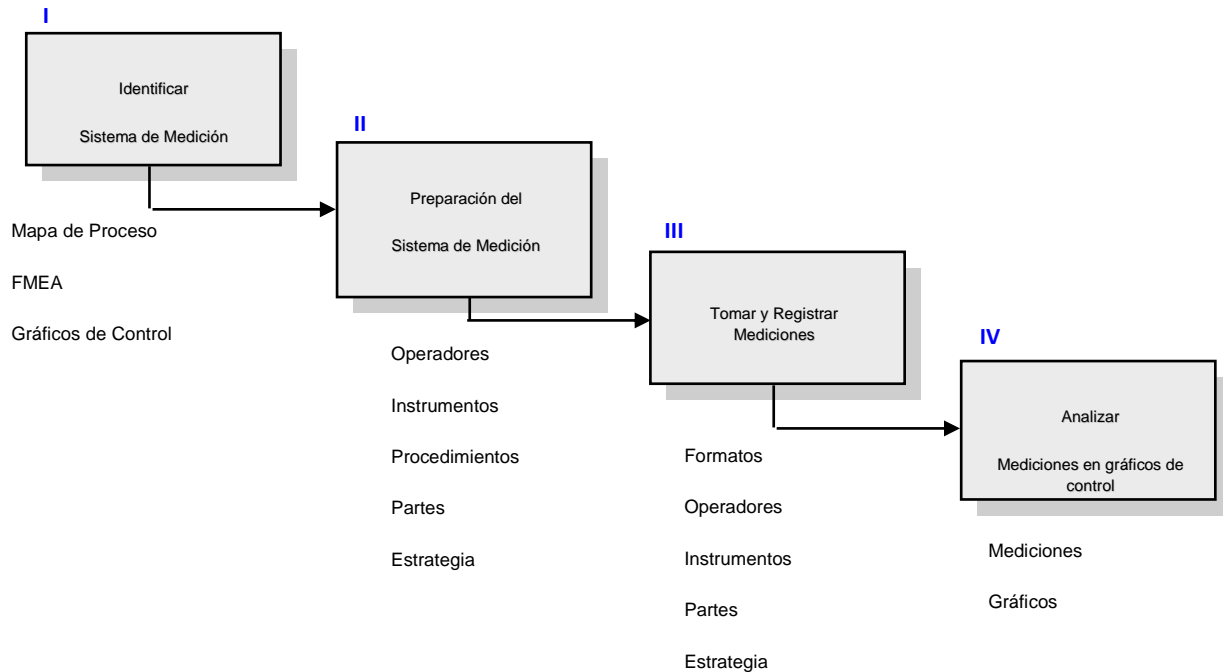 I
Identificar
Sistema de Medición
Mapa de Proceso
FMEA
Gráficos de Control
II
Preparación del
Sistema de Medición
Operadores
Instrumentos
Procedimientos
Partes
Estrategia
III
Tomar y Registrar
Mediciones
Formatos
Operadores
Instrumentos
Partes
Estrategia
IV
Analizar
Mediciones en gráficos de
control
Mediciones
Gráficos